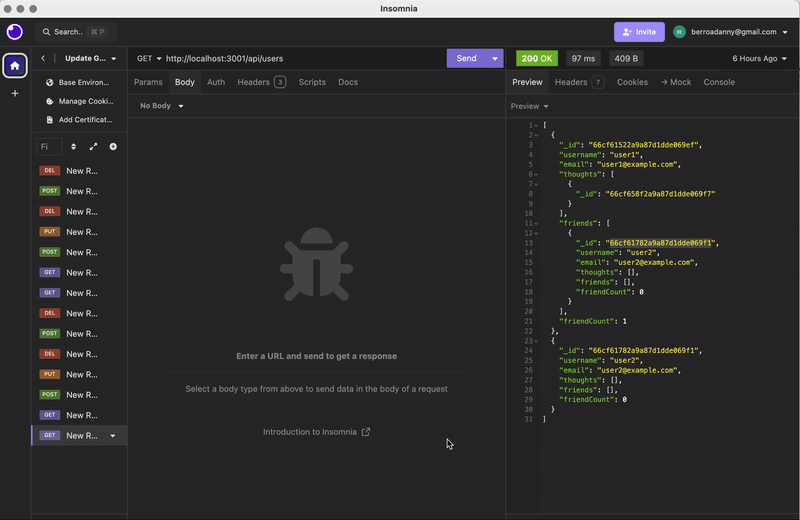 Insomnia
Search.. ⌘ P
Invite
berroadanny@gmail.com
Update G...
GET http://localhost:3001/api/users
Send
200 OK 97 ms 409 B 6 Hours Ago
Base Environ...
Manage Cooki...
Add Certificat...
Params Body Auth Headers 3 Scripts Docs
Preview Headers 7 Cookies → Mock Console
No Body
Preview
Fi
DEL New R...
POST New R...
DEL New R...
PUT New R...
POST New R...
GET New R...
GET New R...
DEL New R...
POST New R...
DEL New R...
PUT New R...
POST New R...
GET New R...
GET New R...
Enter a URL and send to get a response
Select a body type from above to send data in the body of a request
Introduction to Insomnia
1 [
2 {
3 "_id": "66cf61522a9a87d1dde069ef",
4 "username": "user1",
5 "email": "user1@example.com",
6 "thoughts": [
7 {
8 "_id": "66cf658f2a9a87d1dde069f7"
9 }
10 ],
11 "friends": [
12 {
13 "_id": "66cf61782a9a87d1dde069f1",
14 "username": "user2",
15 "email": "user2@example.com",
16 "thoughts": [],
17 "friends": [],
18 "friendCount": 0
19 }
20 ],
21 "friendCount": 1
22 },
23 {
24 "_id": "66cf61782a9a87d1dde069f1",
25 "username": "user2",
26 "email": "user2@example.com",
27 "thoughts": [],
28 "friends": [],
29 "friendCount": 0
30 }
31 ]